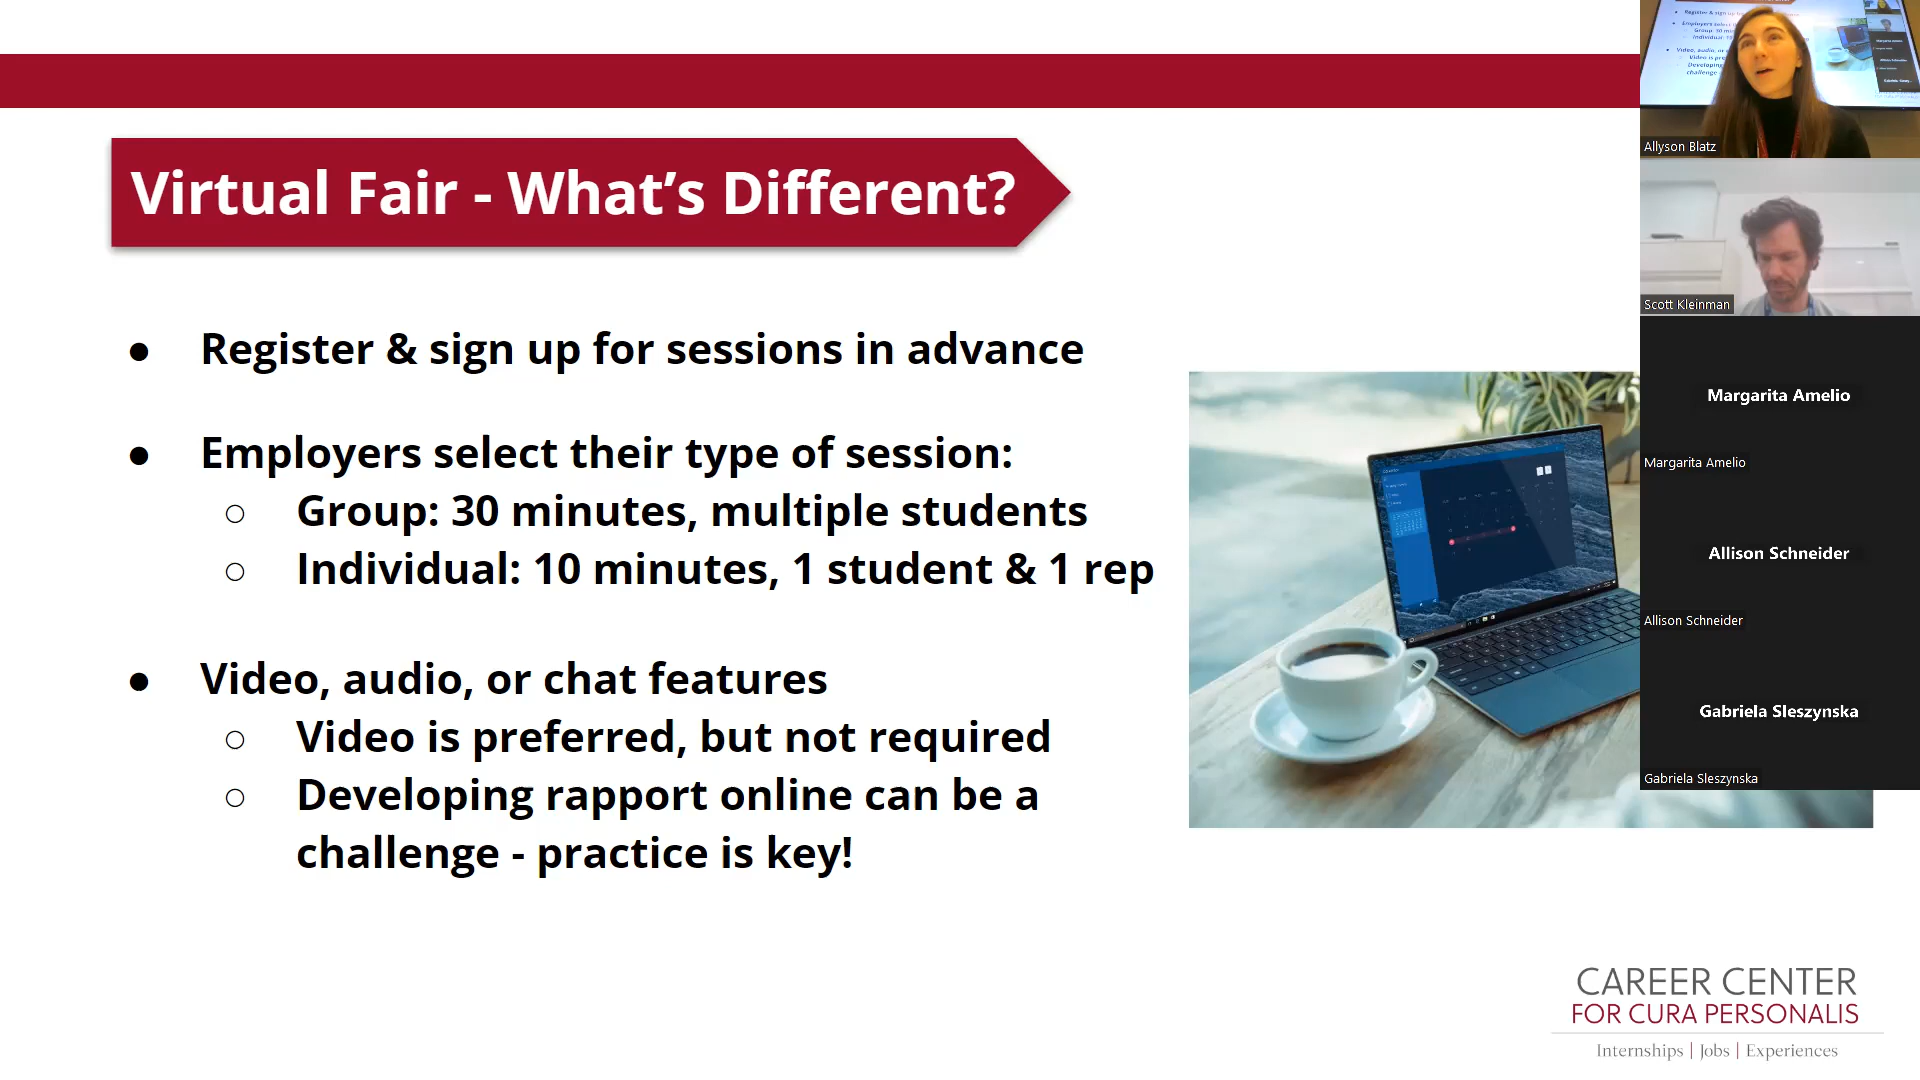 Virtual Fair - What's Different?
● Register & sign up for sessions in advance
● Employers select their type of session:
○ Group: 30 minutes, multiple students
○ Individual: 10 minutes, 1 student & 1 rep
● Video, audio, or chat features
○ Video is preferred, but not required
○ Developing rapport online can be a
challenge - practice is key!
Allyson Blatz
Scott Kleinman
Margarita Amelio
Margarita Amelio
Allison Schneider
Allison Schneider
Gabriela Sleszynska
Gabriela Sleszynska
CAREER CENTER
FOR CURA PERSONALIS
Internships | Jobs | Experiences